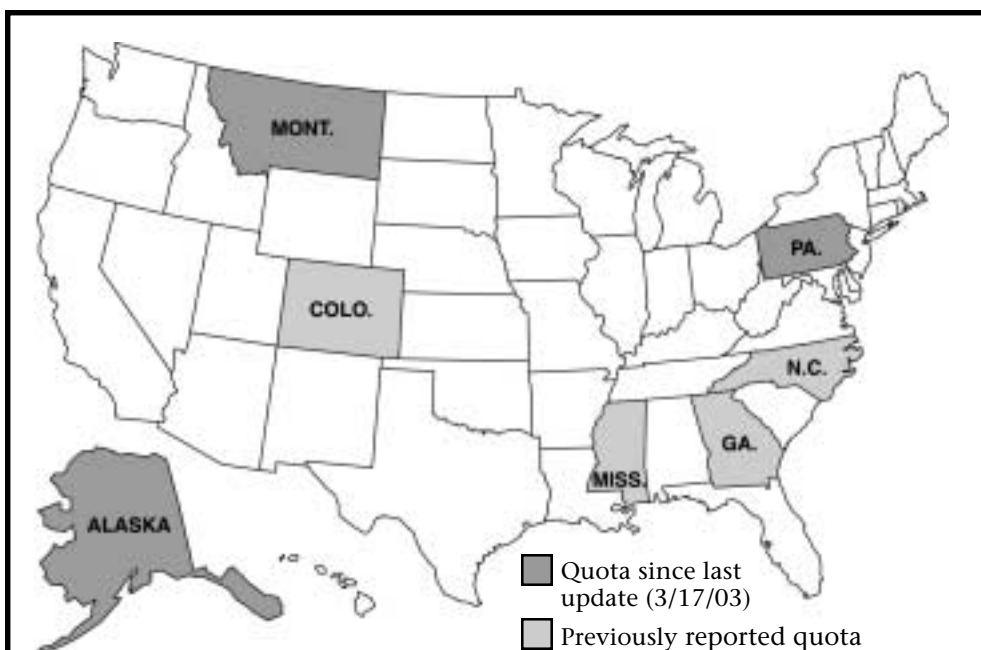 MONT.
PA.
COLO.
N.C.
GA.
MISS.
ALASKA
Quota since last
update (3/17/03)
Previously reported quota